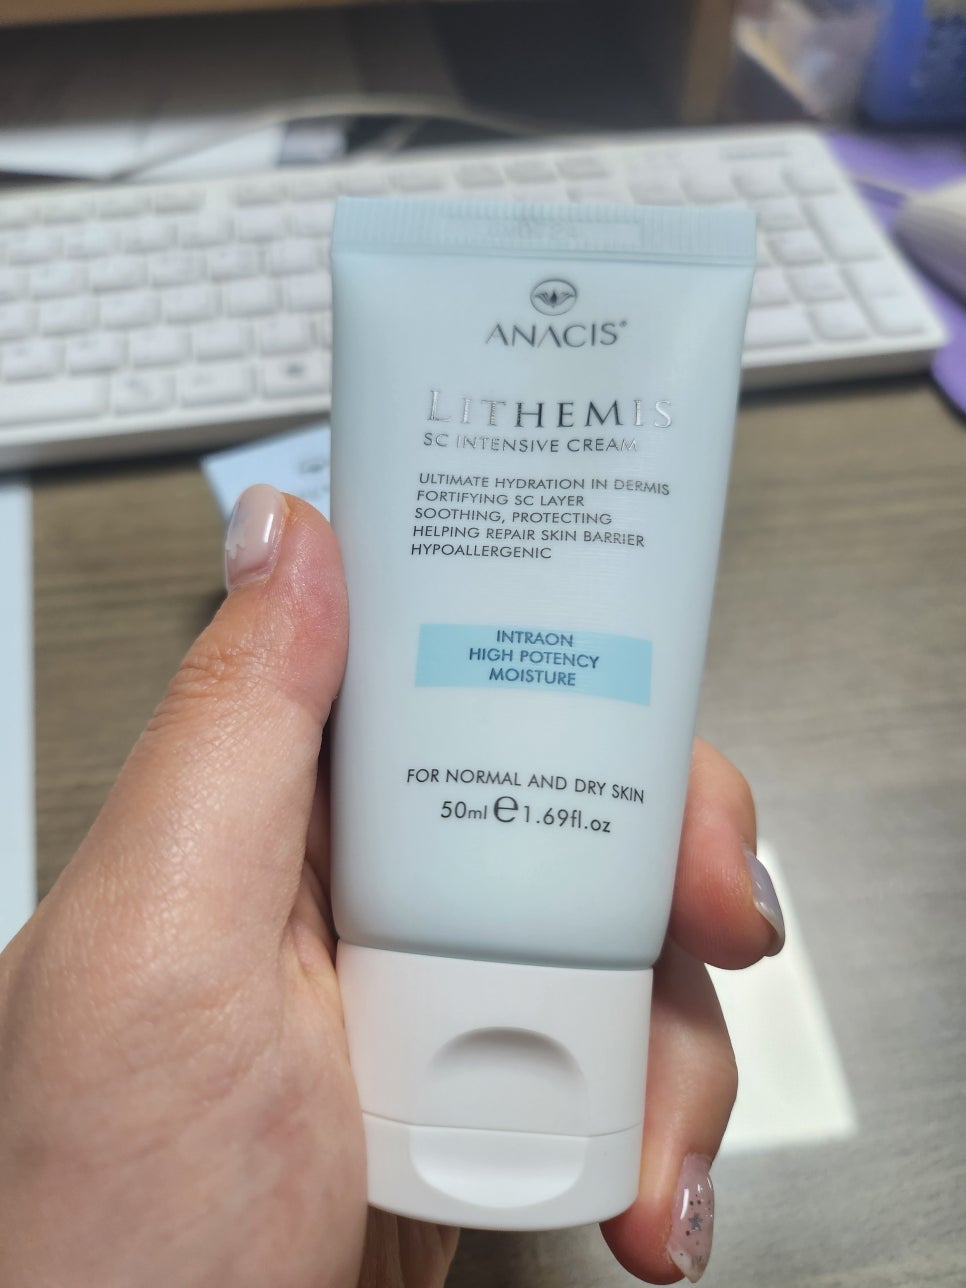 ANACIS®
LITHEMIS
SC INTENSIVE CREAM
ULTIMATE HYDRATION IN DERMIS
FORTIFYING SC LAYER
SOOTHING, PROTECTING
HELPING REPAIR SKIN BARRIER
HYPOALLERGENIC
INTRAON
HIGH POTENCY
MOISTURE
FOR NORMAL AND DRY SKIN
50ml ℮ 1.69fl.oz